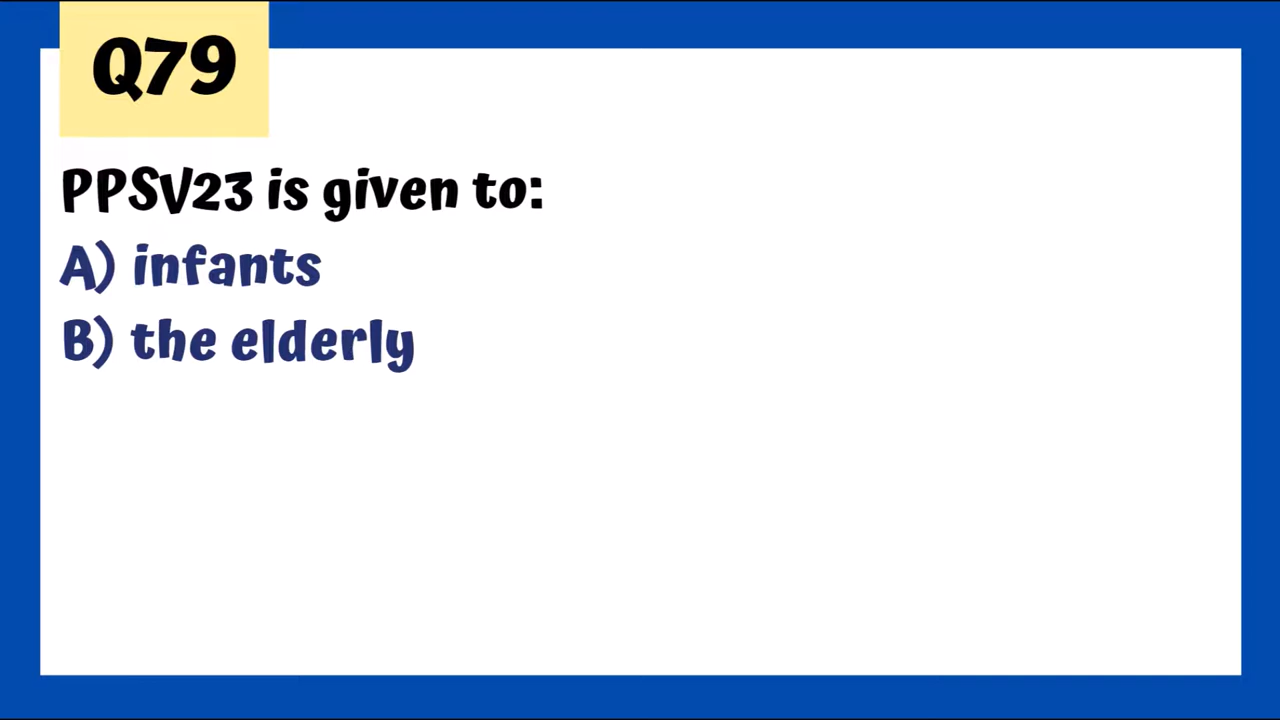 Q79
PPSV23 is given to:
A) infants
B) the elderly